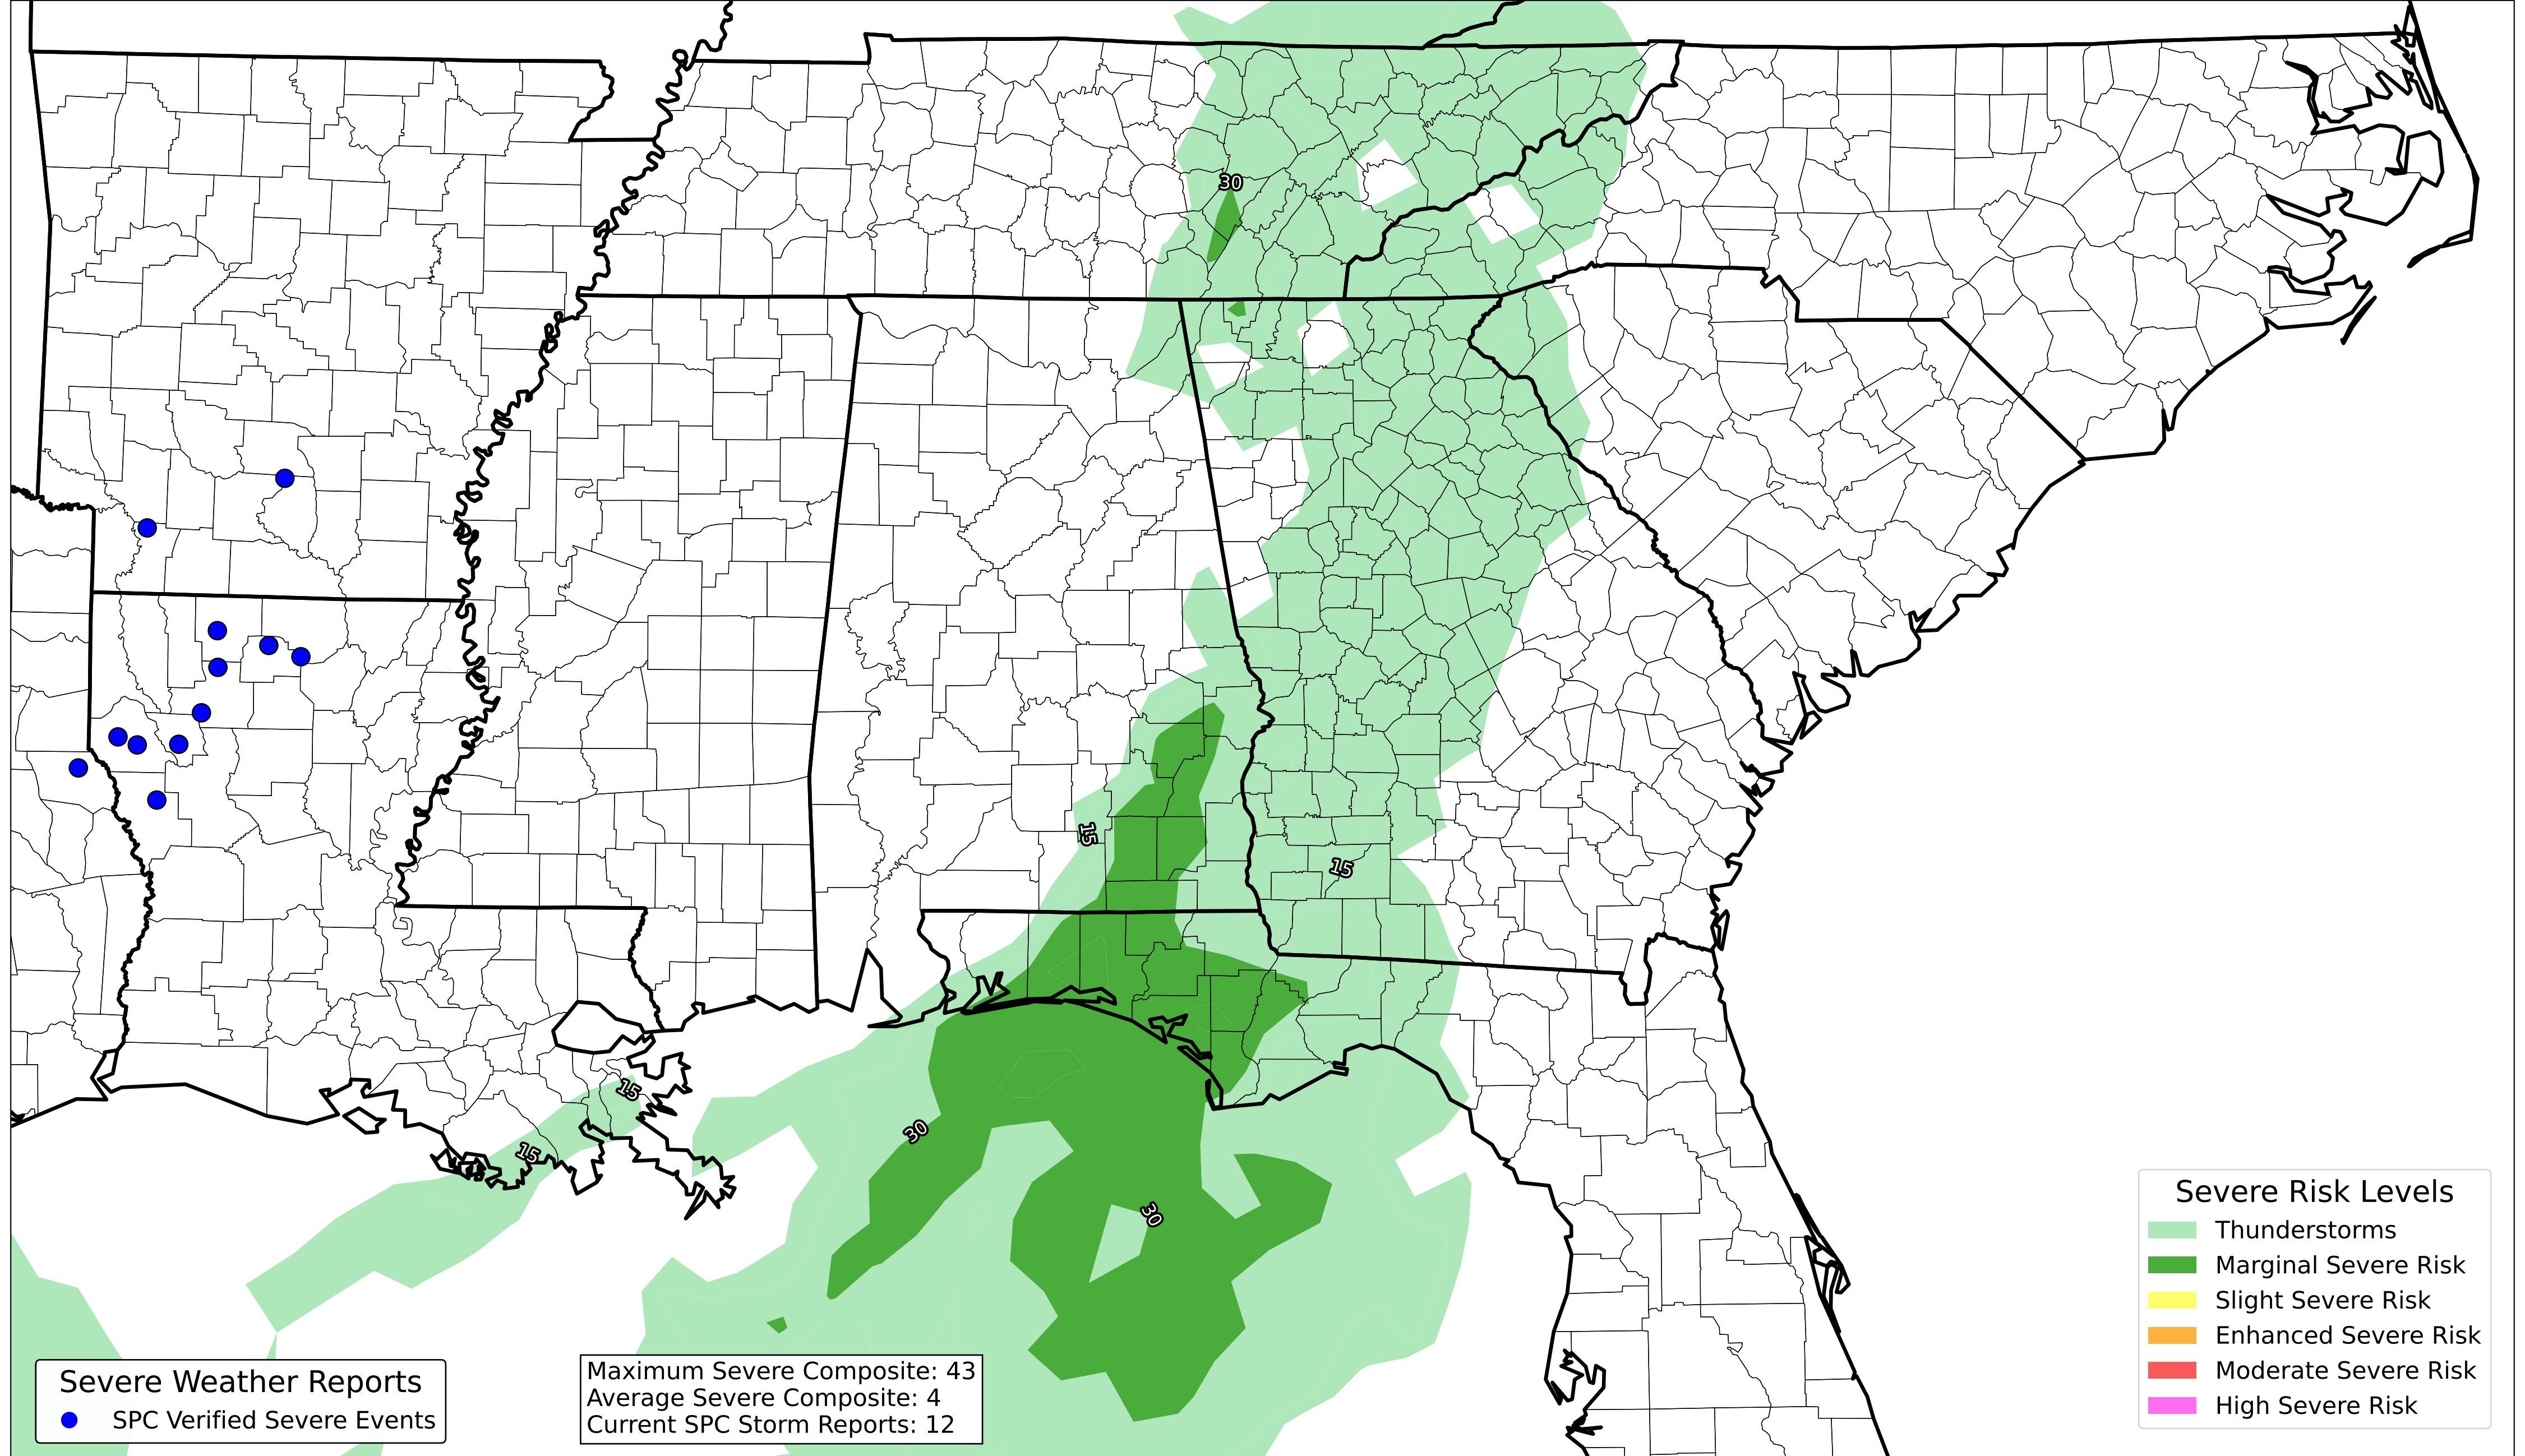 30
15
15
15
15
30
30
Severe Weather Reports
SPC Verified Severe Events
Maximum Severe Composite: 43
Average Severe Composite: 4
Current SPC Storm Reports: 12
Severe Risk Levels
Thunderstorms
Marginal Severe Risk
Slight Severe Risk
Enhanced Severe Risk
Moderate Severe Risk
High Severe Risk